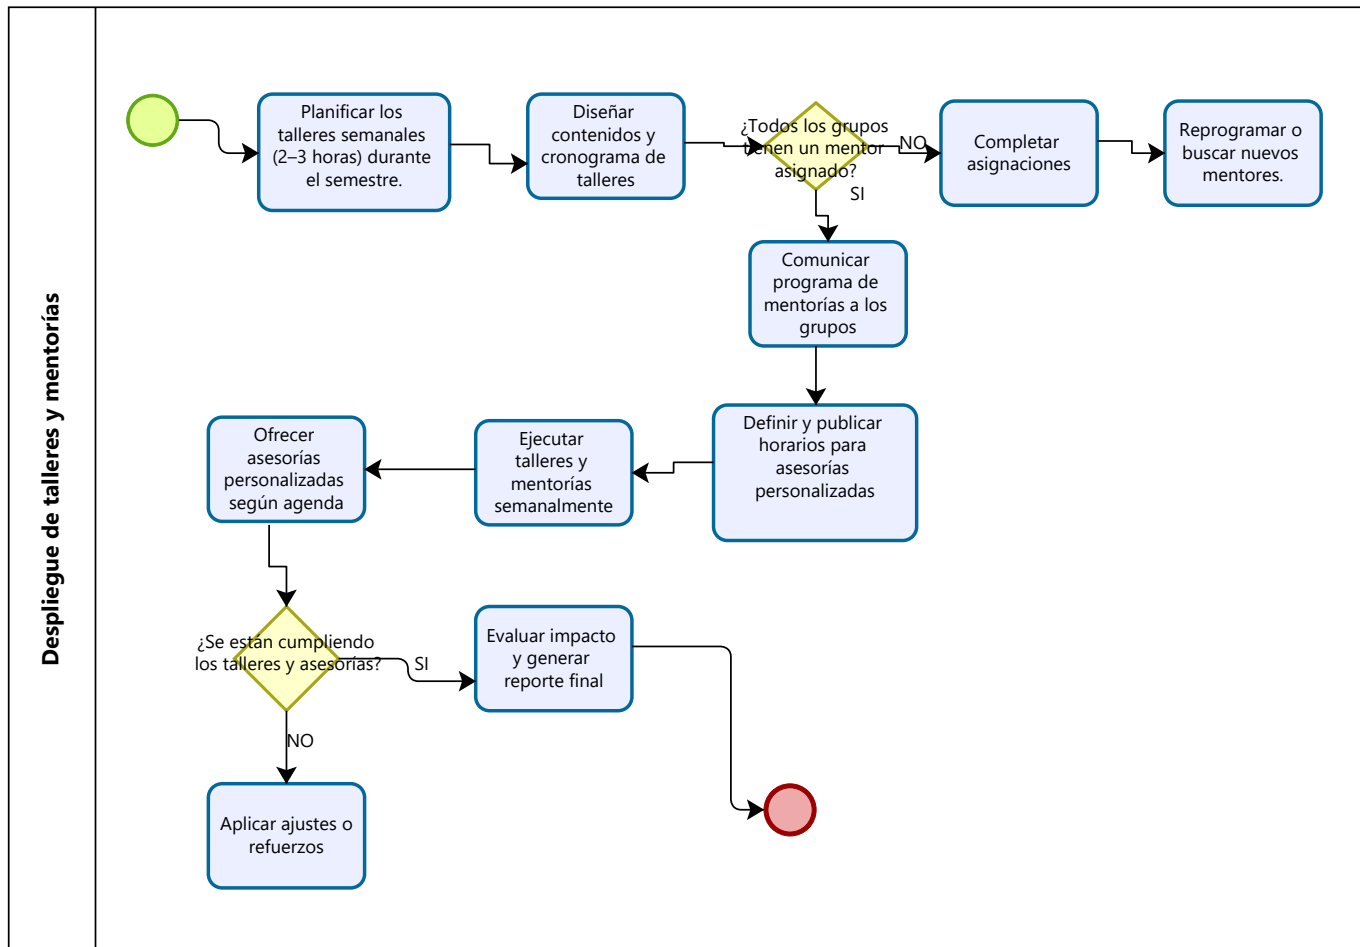 Despliegue de talleres y mentorías
Planificar los
talleres semanales
(2–3 horas) durante
el semestre.
Diseñar
contenidos y
cronograma de
talleres
¿Todos los grupos
tienen un mentor
asignado?
NO
SI
Completar
asignaciones
Reprogramar o
buscar nuevos
mentores.
Comunicar
programa de
mentorías a los
grupos
Definir y publicar
horarios para
asesorías
personalizadas
Ejecutar
talleres y
mentorías
semanalmente
Ofrecer
asesorías
personalizadas
según agenda
¿Se están cumpliendo
los talleres y asesorías?
SI
NO
Evaluar impacto
y generar
reporte final
Aplicar ajustes o
refuerzos